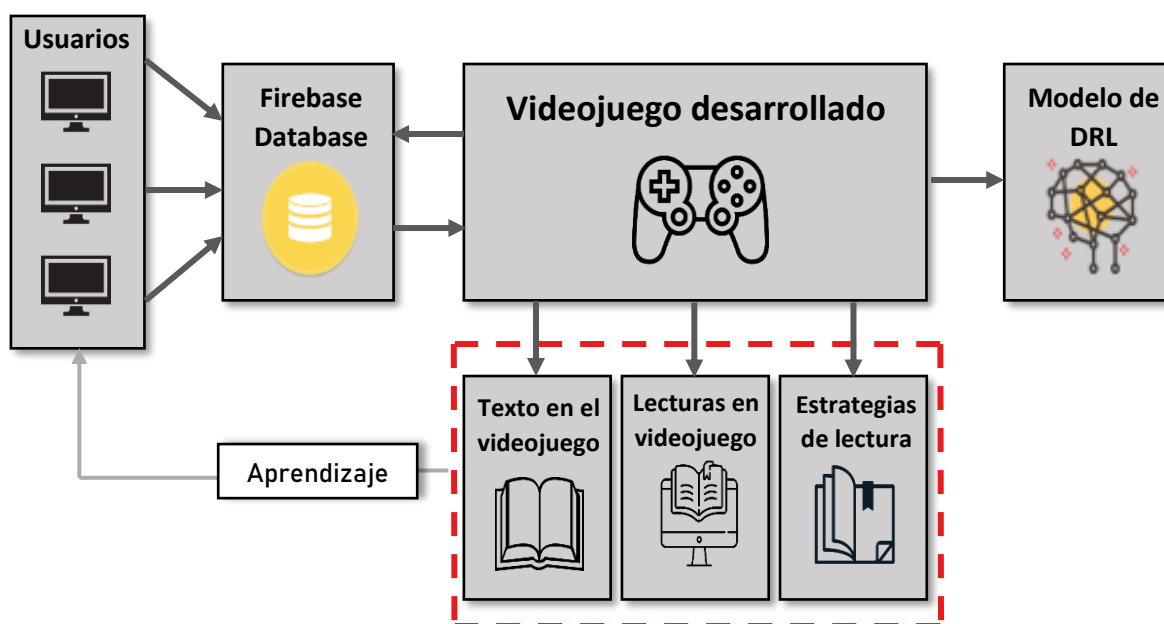 Usuarios
Firebase
Database
Videojuego desarrollado
Modelo de
DRL
Texto en el
videojuego
Lecturas en
videojuego
Estrategias
de lectura
Aprendizaje